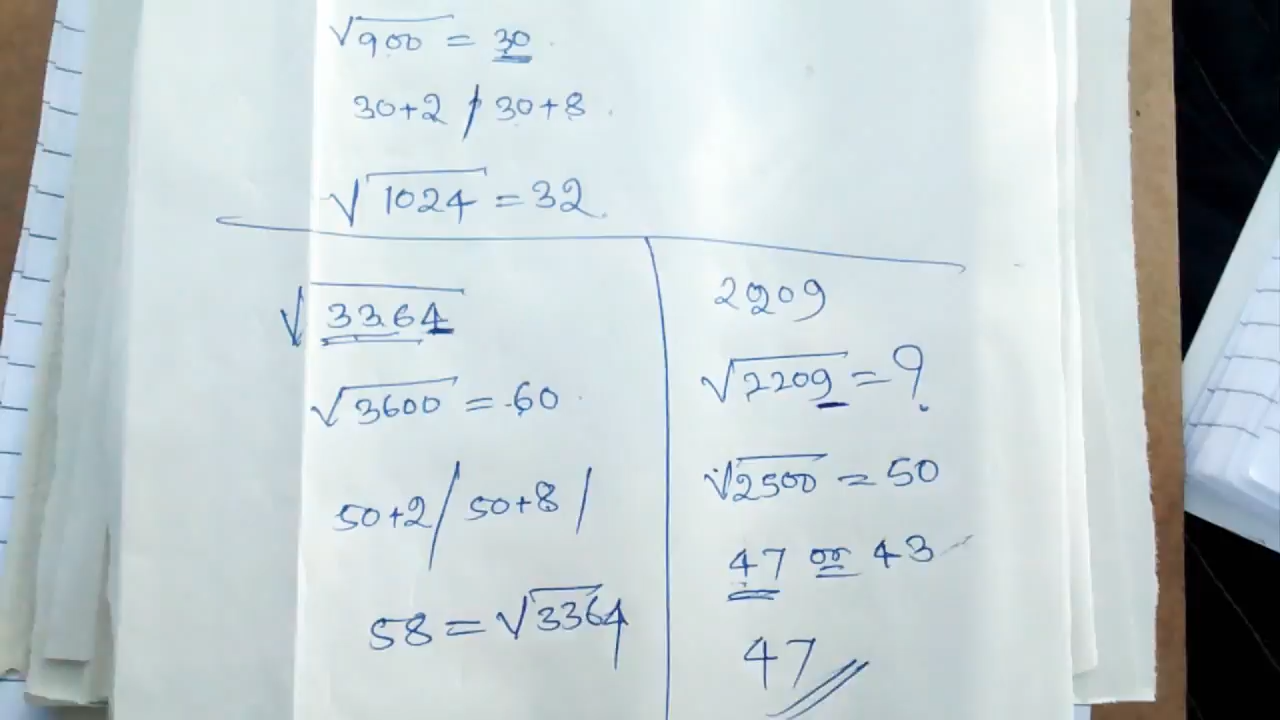 √900 = 30
30+2 / 30+8
√1024 = 32
√3364
√3600 = 60
50+2 / 50+8 /
58 = √3364
2209
√2209 = ?
√2500 = 50
47 or 43
47